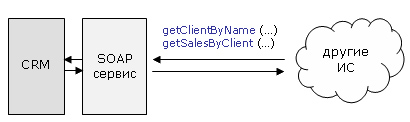 CRM
SOAP
сервис
getClientByName (...)
getSalesByClient (...)
другие
ИС